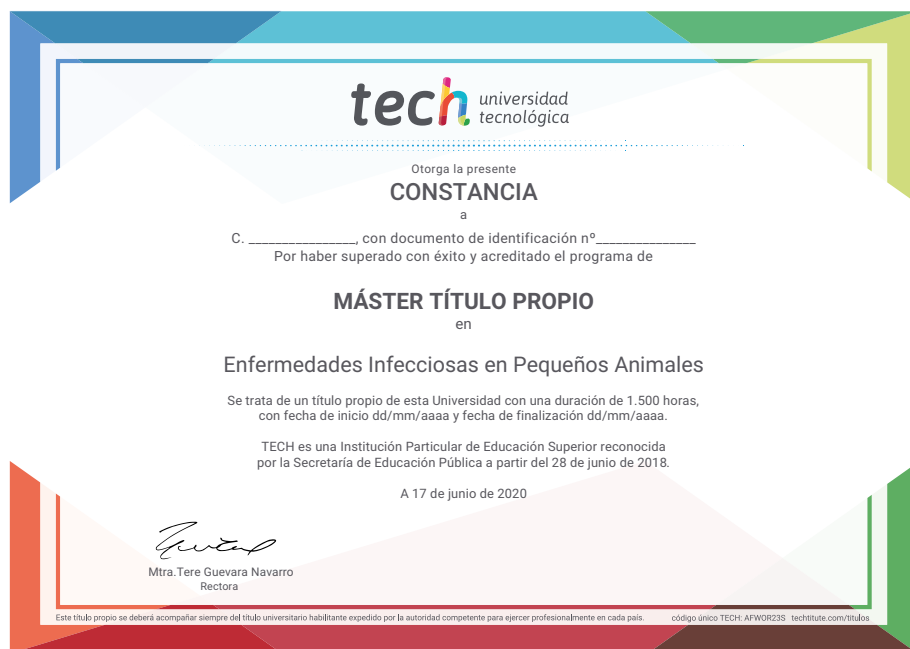 tech universidad
tecnológica
Otorga la presente
CONSTANCIA
a
C. ________________, con documento de identificación nº_______________
Por haber superado con éxito y acreditado el programa de
MÁSTER TÍTULO PROPIO
en
Enfermedades Infecciosas en Pequeños Animales
Se trata de un título propio de esta Universidad con una duración de 1.500 horas,
con fecha de inicio dd/mm/aaaa y fecha de finalización dd/mm/aaaa.
TECH es una Institución Particular de Educación Superior reconocida
por la Secretaría de Educación Pública a partir del 28 de junio de 2018.
A 17 de junio de 2020
Mtra.Tere Guevara Navarro
Rectora
Este título propio se deberá acompañar siempre del título universitario habilitante expedido por la autoridad competente para ejercer profesionalmente en cada país. código único TECH: AFWOR23S techtitute.com/titulos